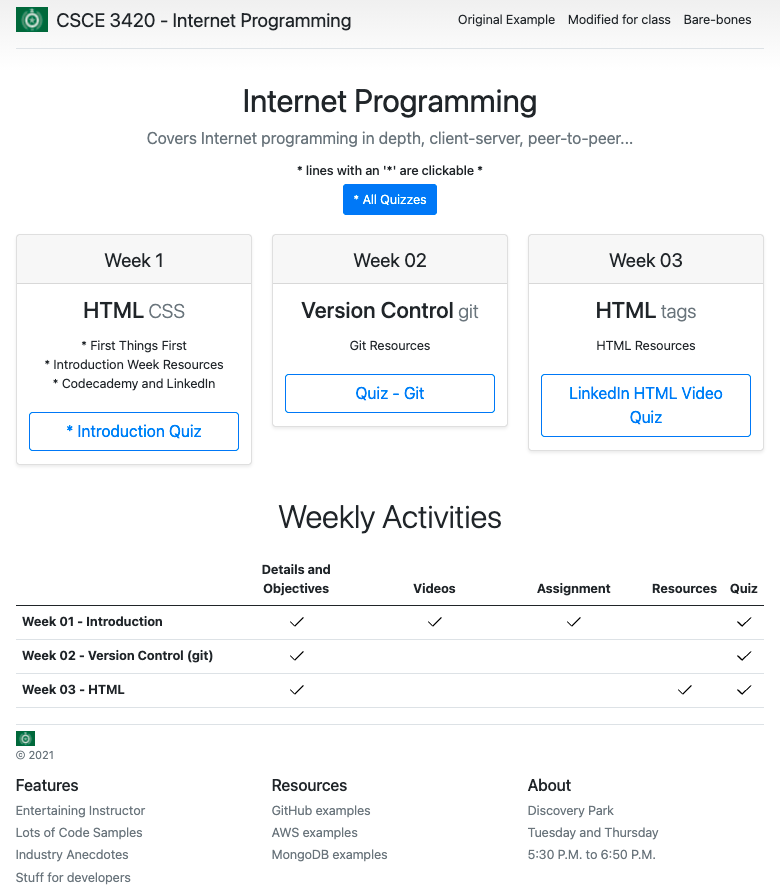 CSCE 3420 - Internet Programming
Original Example Modified for class Bare-bones
Internet Programming
Covers Internet programming in depth, client-server, peer-to-peer...
* lines with an '*' are clickable *
* All Quizzes
Week 1
HTML CSS
* First Things First
* Introduction Week Resources
* Codecademy and LinkedIn
* Introduction Quiz
Week 02
Version Control git
Git Resources
Quiz - Git
Week 03
HTML tags
HTML Resources
LinkedIn HTML Video
Quiz
Weekly Activities
Details and
Objectives Videos Assignment Resources Quiz
Week 01 - Introduction ✓ ✓ ✓ ✓
Week 02 - Version Control (git) ✓ ✓
Week 03 - HTML ✓ ✓ ✓
© 2021
Features
Entertaining Instructor
Lots of Code Samples
Industry Anecdotes
Stuff for developers
Resources
GitHub examples
AWS examples
MongoDB examples
About
Discovery Park
Tuesday and Thursday
5:30 P.M. to 6:50 P.M.